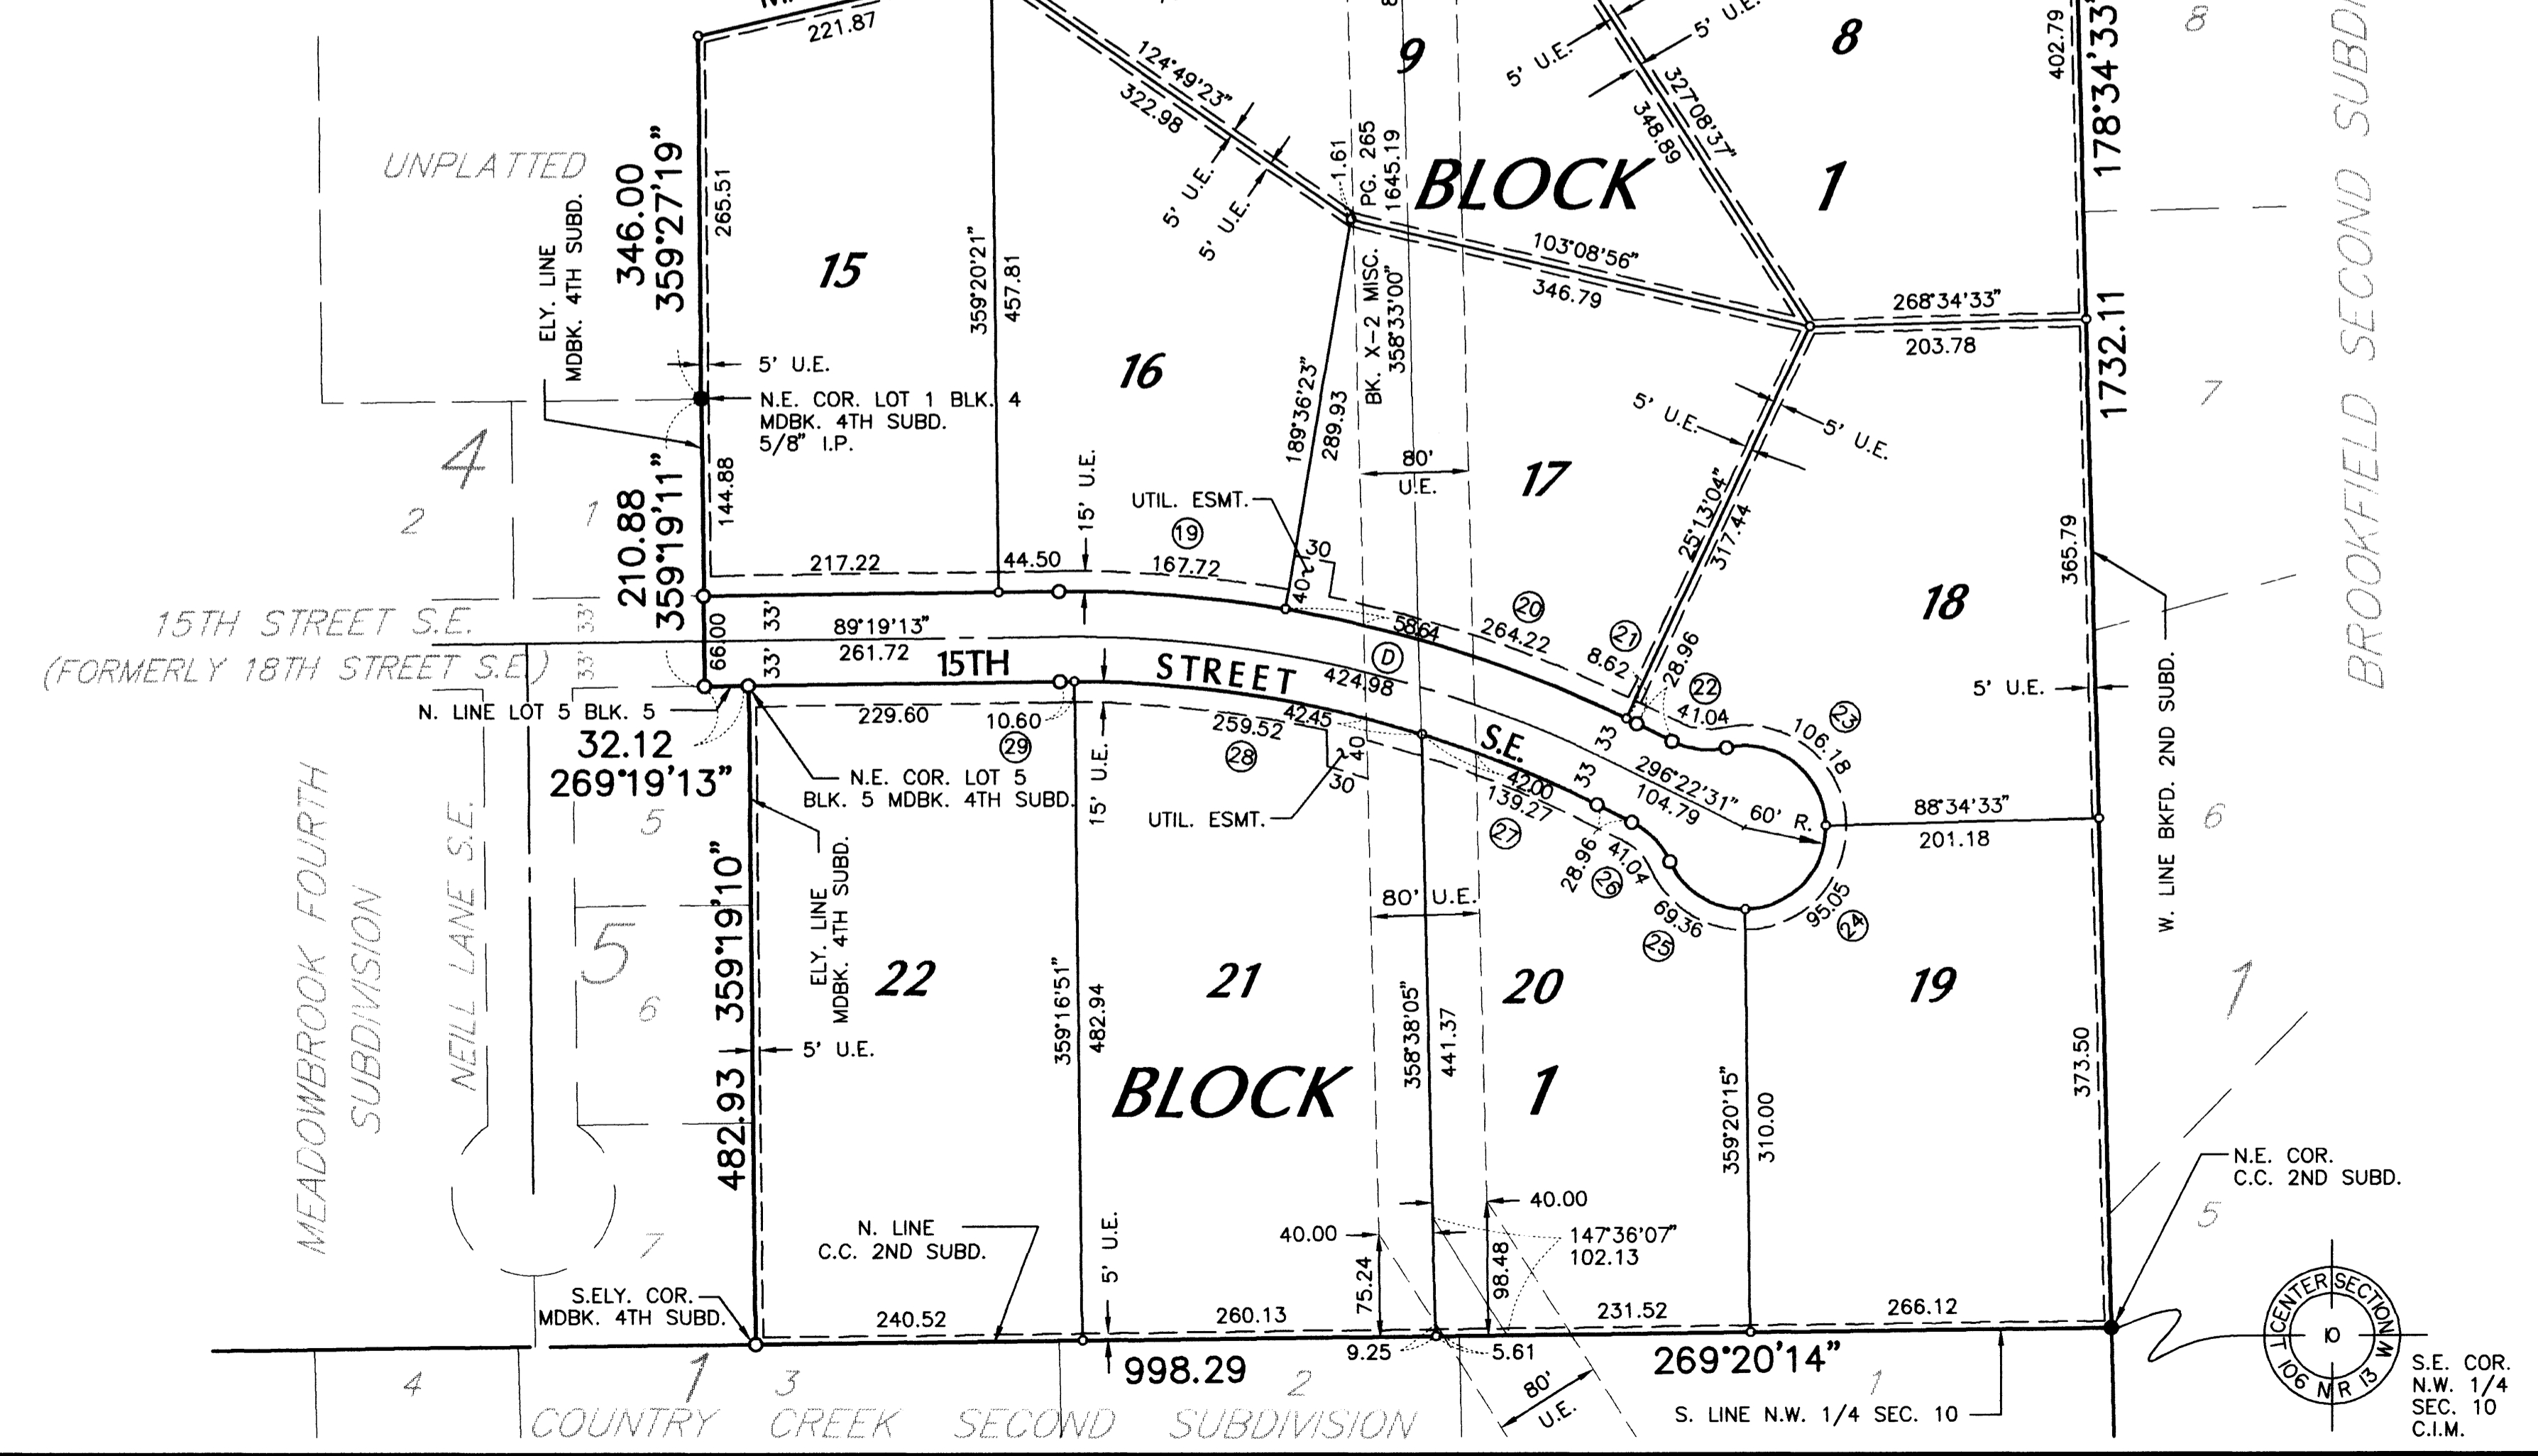 221.87
124°49'23"
322.98
9
5' U.E.
5' U.E.
8
327°08'37"
348.89
402.79
178°34'33"
8
BROOKFIELD SECOND SUBDI
UNPLATTED
346.00
359°27'19"
265.51
ELY. LINE
MDBK. 4TH SUBD.
15
359°20'21"
457.81
5' U.E.
5' U.E.
1.61
PG. 265
1645.19
BLOCK 1
103°08'56"
346.79
268°34'33"
203.78
1732.11
7
5' U.E.
N.E. COR. LOT 1 BLK. 4
MDBK. 4TH SUBD.
5/8" I.P.
16
189°36'23"
289.93
BK. X-2 MISC.
358°33'00"
80'
U.E.
17
5' U.E.
5' U.E.
25°13'04"
317.44
4
2
1
210.88
359°19'11"
144.88
15' U.E.
UTIL. ESMT.
19
30
40
217.22
44.50
167.72
20
264.22
58.64
21
8.62
28.96
18
365.79
W. LINE BKFD. 2ND SUBD.
15TH STREET S.E.
(FORMERLY 18TH STREET S.E.)
33'
33'
66.00
33'
33'
89°19'13"
261.72
15TH STREET S.E.
D
424.98
22
41.04
23
106.18
5' U.E.
N. LINE LOT 5 BLK. 5
32.12
269°19'13"
229.60
10.60
29
259.52
42.45
28
33
33
296°22'31"
104.79
60' R.
N.E. COR. LOT 5
BLK. 5 MDBK. 4TH SUBD.
15' U.E.
UTIL. ESMT.
40
30
42.00
139.27
27
28.96
41.04
26
88°34'33"
201.18
6
MEADOWBROOK FOURTH
SUBDIVISION
NEILL LANE S.E.
5
5
6
7
482.93 359°19'10"
ELY. LINE
MDBK. 4TH SUBD.
80' U.E.
69.36
25
95.05
24
22
359°16'51"
482.94
21
358°38'05"
441.37
20
19
1
5' U.E.
BLOCK 1
359°20'15"
310.00
373.50
N. LINE
C.C. 2ND SUBD.
5' U.E.
40.00
40.00
75.24
98.48
147°36'07"
102.13
N.E. COR.
C.C. 2ND SUBD.
5
S.ELY. COR.
MDBK. 4TH SUBD.
240.52
260.13
231.52
266.12
998.29
9.25
5.61
269°20'14"
4
1
3
2
1
80'
U.E.
S. LINE N.W. 1/4 SEC. 10
COUNTRY CREEK SECOND SUBDIVISION
CENTER SECTION
10
T 106 N R 13 W
S.E. COR.
N.W. 1/4
SEC. 10
C.I.M.